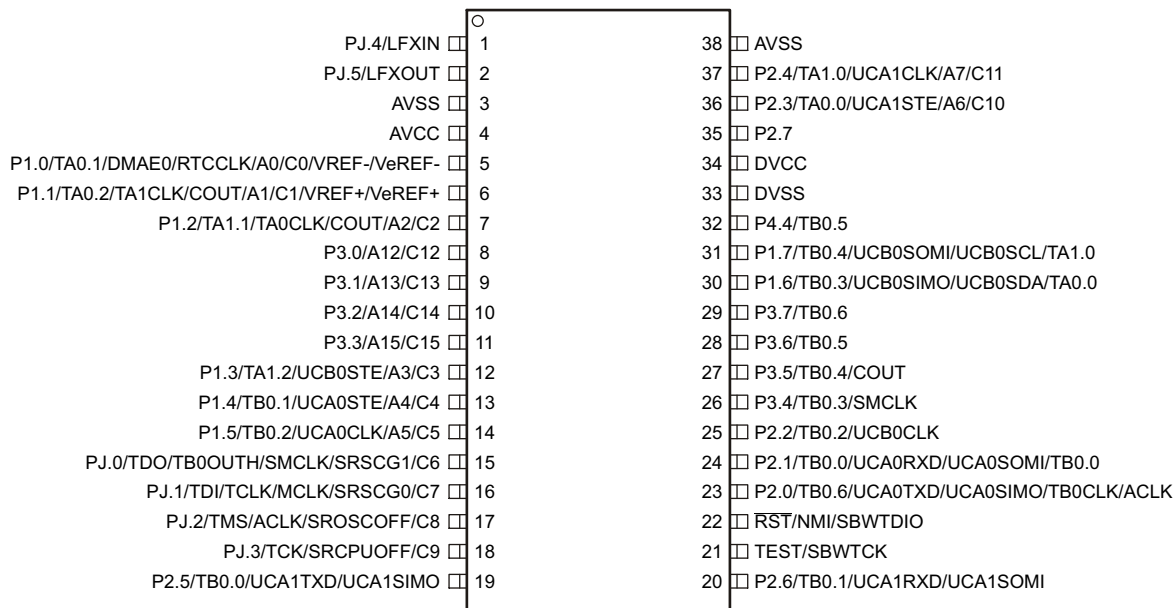 PJ.4/LFXIN 1 38 AVSS
PJ.5/LFXOUT 2 37 P2.4/TA1.0/UCA1CLK/A7/C11
AVSS 3 36 P2.3/TA0.0/UCA1STE/A6/C10
AVCC 4 35 P2.7
P1.0/TA0.1/DMAE0/RTCCLK/A0/C0/VREF-/VeREF- 5 34 DVCC
P1.1/TA0.2/TA1CLK/COUT/A1/C1/VREF+/VeREF+ 6 33 DVSS
P1.2/TA1.1/TA0CLK/COUT/A2/C2 7 32 P4.4/TB0.5
P3.0/A12/C12 8 31 P1.7/TB0.4/UCB0SOMI/UCB0SCL/TA1.0
P3.1/A13/C13 9 30 P1.6/TB0.3/UCB0SIMO/UCB0SDA/TA0.0
P3.2/A14/C14 10 29 P3.7/TB0.6
P3.3/A15/C15 11 28 P3.6/TB0.5
P1.3/TA1.2/UCB0STE/A3/C3 12 27 P3.5/TB0.4/COUT
P1.4/TB0.1/UCA0STE/A4/C4 13 26 P3.4/TB0.3/SMCLK
P1.5/TB0.2/UCA0CLK/A5/C5 14 25 P2.2/TB0.2/UCB0CLK
PJ.0/TDO/TB0OUTH/SMCLK/SRSCG1/C6 15 24 P2.1/TB0.0/UCA0RXD/UCA0SOMI/TB0.0
PJ.1/TDI/TCLK/MCLK/SRSCG0/C7 16 23 P2.0/TB0.6/UCA0TXD/UCA0SIMO/TB0CLK/ACLK
PJ.2/TMS/ACLK/SROSCOFF/C8 17 22 RST/NMI/SBWTDIO
PJ.3/TCK/SRCPUOFF/C9 18 21 TEST/SBWTCK
P2.5/TB0.0/UCA1TXD/UCA1SIMO 19 20 P2.6/TB0.1/UCA1RXD/UCA1SOMI